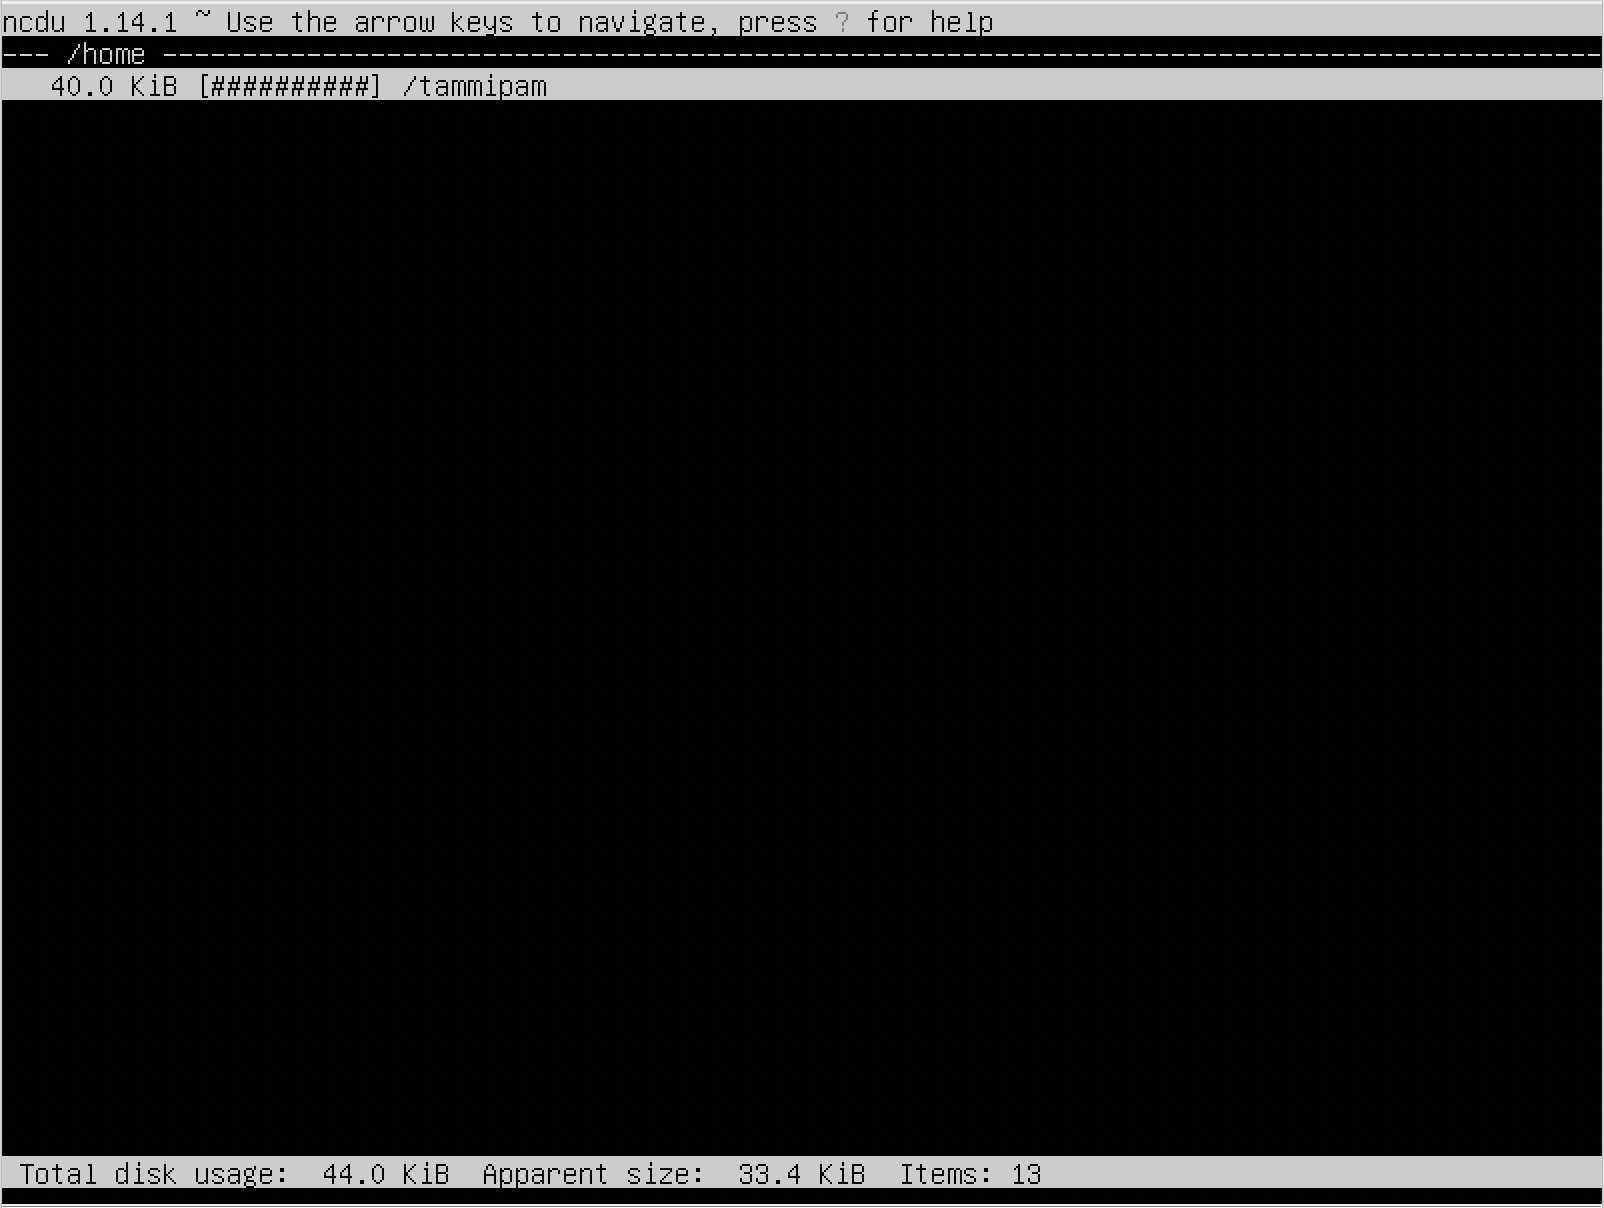 ncdu 1.14.1 ~ Use the arrow keys to navigate, press ? for help
--- /home ------------------------------------------------------------------------------------------
   40.0 KiB [##########] /tammipam
 Total disk usage:  44.0 KiB  Apparent size:  33.4 KiB  Items: 13